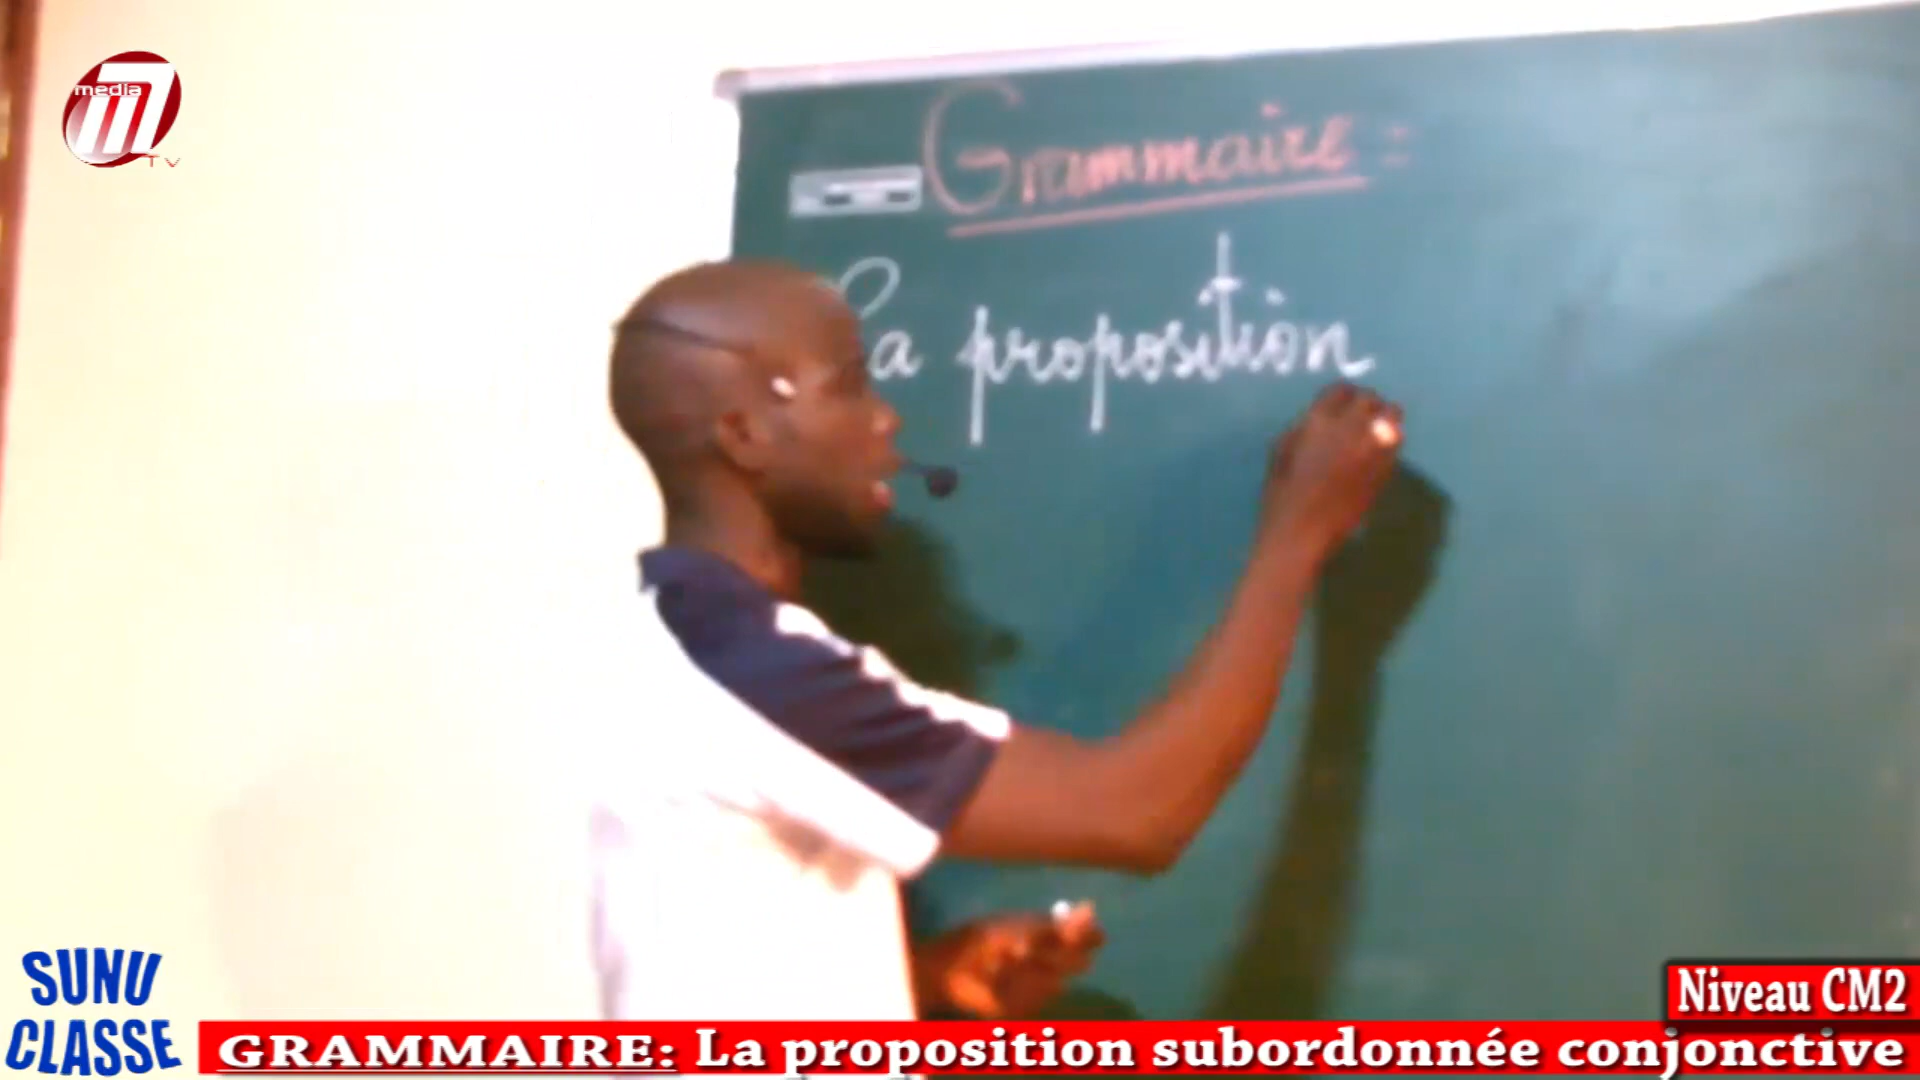 media
TV
Grammaire :
La proposition
Niveau CM2
SUNU
CLASSE
GRAMMAIRE: La proposition subordonnée conjonctive